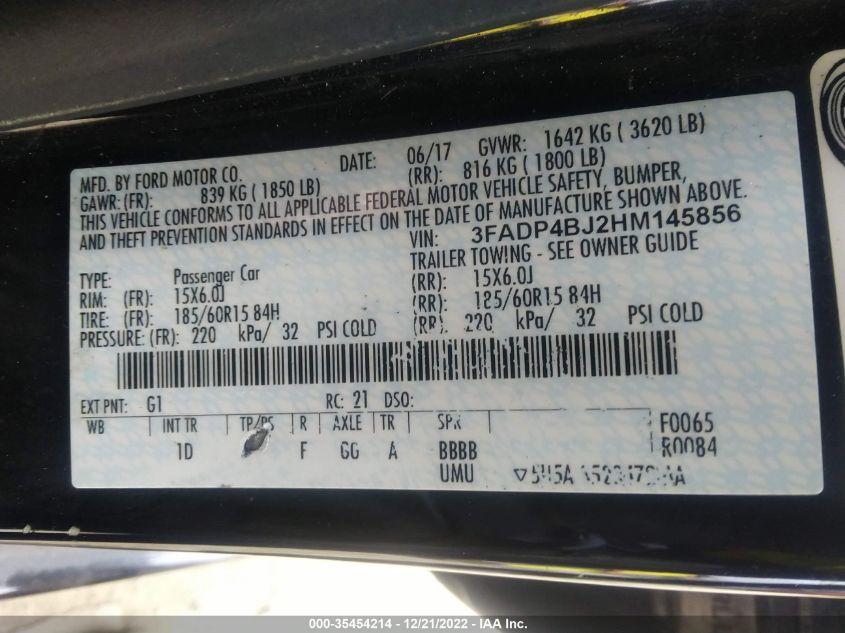 MFD. BY FORD MOTOR CO. DATE: 06/17 GVWR: 1642 KG ( 3620 LB)
GAWR: (FR): 839 KG ( 1850 LB) (RR): 816 KG ( 1800 LB)
THIS VEHICLE CONFORMS TO ALL APPLICABLE FEDERAL MOTOR VEHICLE SAFETY, BUMPER,
AND THEFT PREVENTION STANDARDS IN EFFECT ON THE DATE OF MANUFACTURE SHOWN ABOVE.
VIN: 3FADP4BJ2HM145856
TYPE: Passenger Car TRAILER TOWING - SEE OWNER GUIDE
RIM: (FR): 15X6.0J (RR): 15X6.0J
TIRE: (FR): 185/60R15 84H (RR): 185/60R15 84H
PRESSURE: (FR): 220 kPa/ 32 PSI COLD (RR): 220 kPa/ 32 PSI COLD
EXT PNT: G1 RC: 21 DSO:
WB INT TR TP/PS R AXLE TR SPR F0065
1D F GG A BBBB R0084
UMU
000-35454214 - 12/21/2022 - IAA Inc.